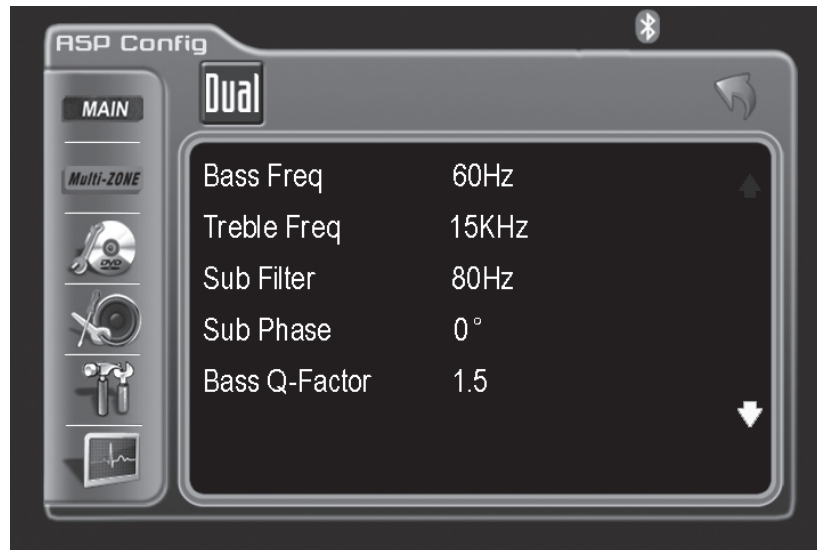 ASP Config
MAIN
Dual
Multi-ZONE
DVD
Bass Freq 60Hz
Treble Freq 15KHz
Sub Filter 80Hz
Sub Phase 0°
Bass Q-Factor 1.5